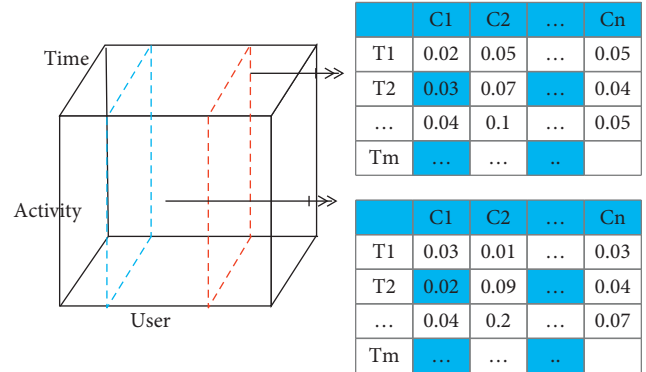 Time
Activity
User
C1 C2 … Cn
T1 0.02 0.05 … 0.05
T2 0.03 0.07 … 0.04
… 0.04 0.1 … 0.05
Tm … … ..
C1 C2 … Cn
T1 0.03 0.01 … 0.03
T2 0.02 0.09 … 0.04
… 0.04 0.2 … 0.07
Tm … … ..